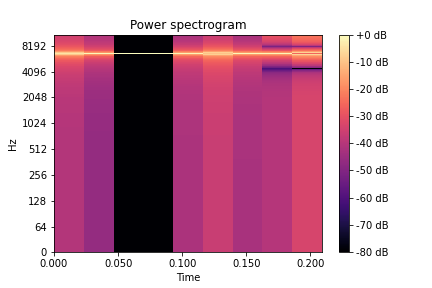 Power spectrogram
Hz
8192
4096
2048
1024
512
256
128
64
0
0.000 0.050 0.100 0.150 0.200
Time
+0 dB
-10 dB
-20 dB
-30 dB
-40 dB
-50 dB
-60 dB
-70 dB
-80 dB